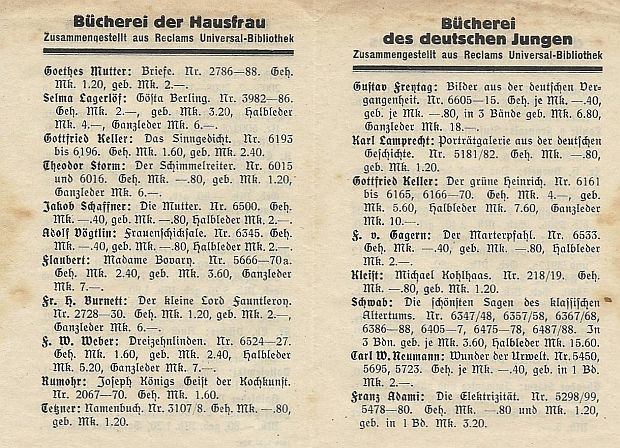 Bücherei der Hausfrau
Zusammengestellt aus Reclams Universal-Bibliothek
Goethes Mutter: Briefe. Nr. 2786—88. Geh.
Mk. 1.20, geb. Mk. 2.—.
Selma Lagerlöf: Gösta Berling. Nr. 3982—86.
Geh. Mk. 2.—, geb. Mk. 3.20, Halbleder
Mk. 4.—, Ganzleder Mk. 6.—.
Gottfried Keller: Das Sinngedicht. Nr. 6193
bis 6196. Geh. Mk. 1.60, geb. Mk. 2.40.
Theodor Storm: Der Schimmelreiter. Nr. 6015
und 6016. Geh. Mk. —.80, geb. Mk. 1.20,
Ganzleder Mk. 6.—.
Jakob Schaffner: Die Mutter. Nr. 6500. Geh.
Mk. —.40, geb. Mk. —.80, Halbleder Mk. 2.—.
Adolf Vögtlin: Frauenschicksale. Nr. 6345. Geh.
Mk. —.40, geb. Mk. —.80, Halbleder Mk. 2.—.
Flaubert: Madame Bovary. Nr. 5666—70a.
Geh. Mk. 2.40, geb. Mk. 3.60, Ganzleder
Mk. 7.—.
Fr. H. Burnett: Der kleine Lord Fauntleroy.
Nr. 2728—30. Geh. Mk. 1.20, geb. Mk. 2.—,
Ganzleder Mk. 6.—.
F. W. Weber: Dreizehnlinden. Nr. 6524—27.
Geh. Mk. 1.60, geb. Mk. 2.40, Halbleder
Mk. 5.20, Ganzleder Mk. 7.—.
Rumohr: Joseph Königs Geist der Kochkunst.
Nr. 2067—70. Geh. Mk. 1.60.
Tetzner: Namenbuch. Nr. 3107/8. Geh. Mk. —.80,
geb. Mk. 1.20.
Bücherei
des deutschen Jungen
Zusammengestellt aus Reclams Universal-Bibliothek
Gustav Freytag: Bilder aus der deutschen Ver-
gangenheit. Nr. 6605—15. Geh. je Mk. —.40,
geb. je Mk. —.80, in 3 Bände geb. Mk. 6.80,
Ganzleder Mk. 18.—.
Karl Lamprecht: Porträtgalerie aus der deutschen
Geschichte. Nr. 5181/82. Geh. Mk. —.80,
geb. Mk. 1.20.
Gottfried Keller: Der grüne Heinrich. Nr. 6161
bis 6165, 6166—70. Geh. Mk. 4.—, geb.
Mk. 5.60, Halbleder Mk. 7.60, Ganzleder
Mk. 10.—.
F. v. Gagern: Der Marterpfahl. Nr. 6533.
Geh. Mk. —.40, geb. Mk. —.80, Halbleder
Mk. 2.—.
Kleist: Michael Kohlhaas. Nr. 218/19. Geh.
Mk. —.80, geb. Mk. 1.20.
Schwab: Die schönsten Sagen des klassischen
Altertums. Nr. 6347/48, 6357/58, 6367/68,
6386—88, 6405—7, 6475—78, 6487/88. In
3 Bdn. geb. je Mk. 3.60, Halbleder Mk. 15.60.
Carl W. Neumann: Wunder der Urwelt. Nr. 5450,
5695, 5723. Geh. je Mk. —.40, geb. in 1 Bd.
Mk. 2.—.
Franz Adami: Die Elektrizität. Nr. 5298/99,
5478—80. Geh. Mk. —.80 und Mk. 1.20,
geb. in 1 Bd. Mk. 3.20.